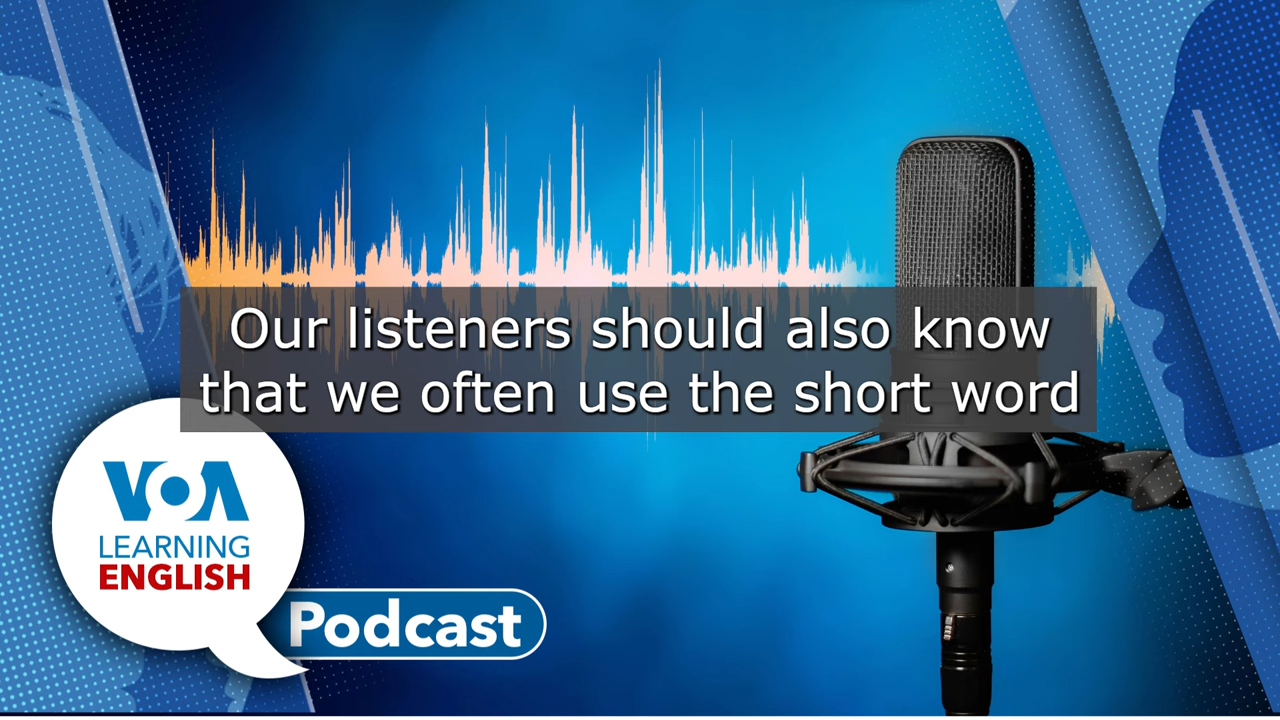 Our listeners should also know
that we often use the short word
VOA
LEARNING
ENGLISH
Podcast